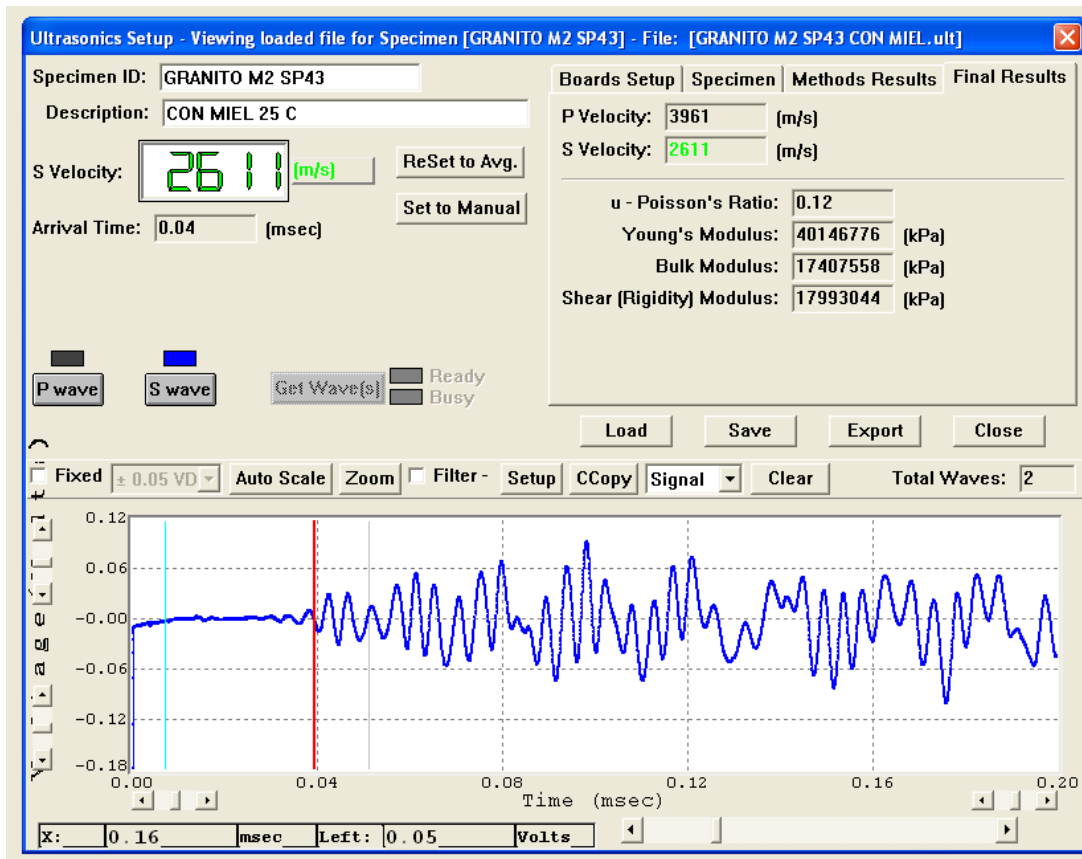 Ultrasonics Setup - Viewing loaded file for Specimen [GRANITO M2 SP43] - File: [GRANITO M2 SP43 CON MIEL.ult]
Specimen ID: GRANITO M2 SP43
Description: CON MIEL 25 C
S Velocity: 2611 (m/s)
ReSet to Avg.
Set to Manual
Arrival Time: 0.04 (msec)
P wave
S wave
Get Wave(s)
Ready
Busy
Boards Setup
Specimen
Methods Results
Final Results
P Velocity: 3961 (m/s)
S Velocity: 2611 (m/s)
u - Poisson's Ratio: 0.12
Young's Modulus: 40146776 (kPa)
Bulk Modulus: 17407558 (kPa)
Shear (Rigidity) Modulus: 17993044 (kPa)
Load
Save
Export
Close
Fixed
± 0.05 VD
Auto Scale
Zoom
Filter -
Setup
CCopy
Signal
Clear
Total Waves: 2
0.12
0.06
-0.00
-0.06
-0.12
-0.18
0.00
0.04
0.08
0.12
0.16
0.20
Time (msec)
X: 0.16 msec Left: 0.05 Volts